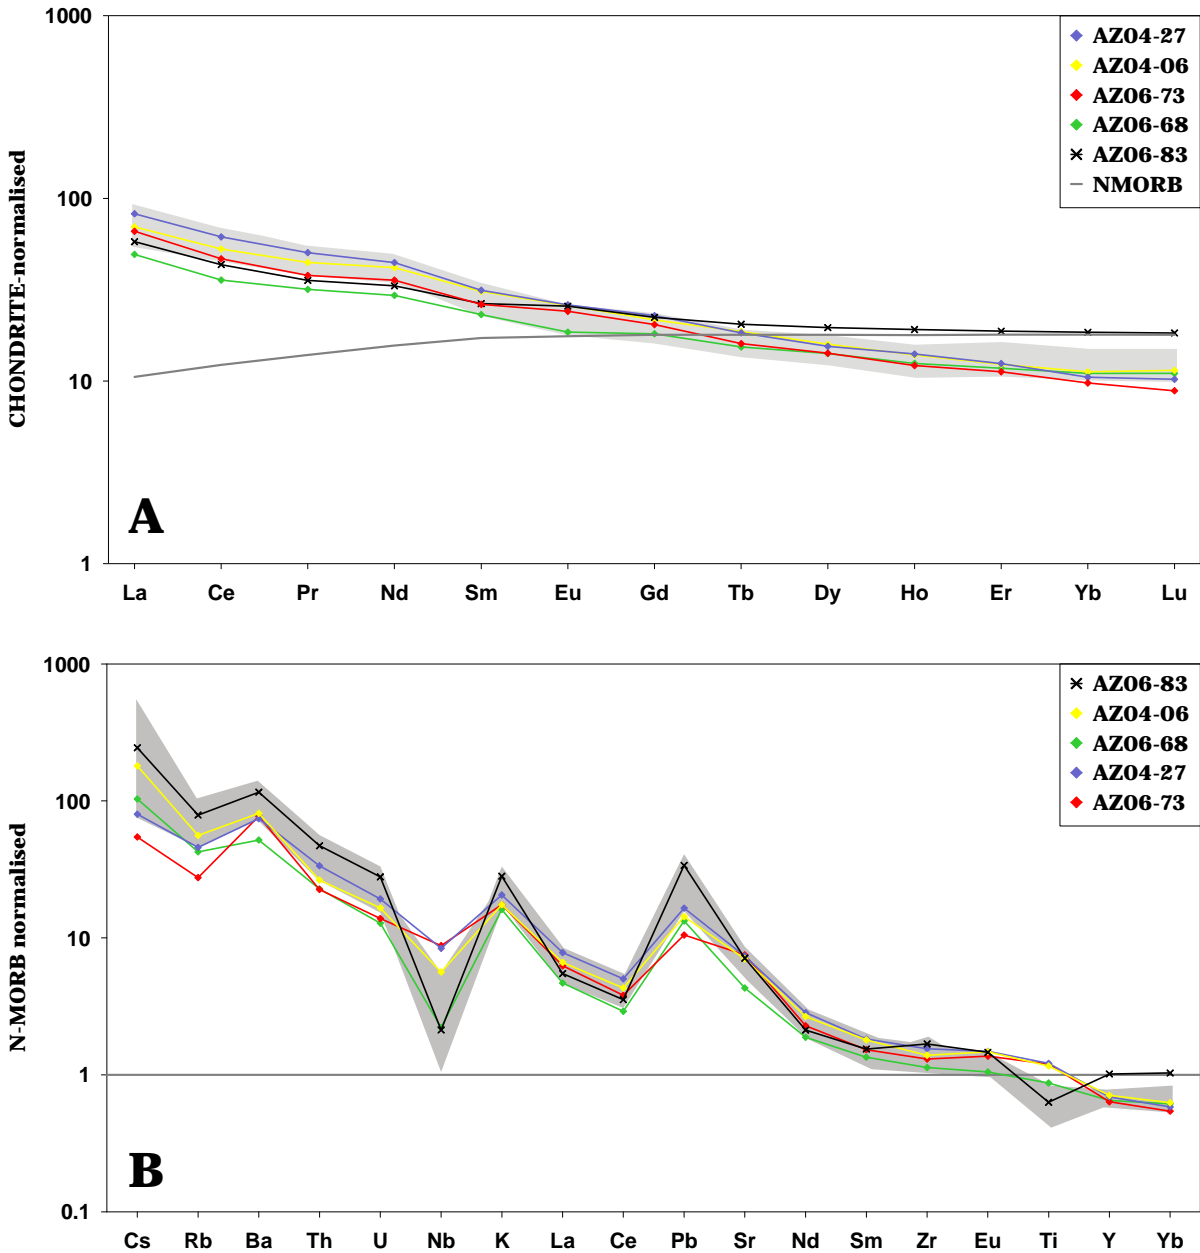 1000
100
10
1
CHONDRITE-normalised
AZ04-27
AZ04-06
AZ06-73
AZ06-68
AZ06-83
NMORB
A
La Ce Pr Nd Sm Eu Gd Tb Dy Ho Er Yb Lu
1000
100
10
1
0.1
N-MORB normalised
AZ06-83
AZ04-06
AZ06-68
AZ04-27
AZ06-73
B
Cs Rb Ba Th U Nb K La Ce Pb Sr Nd Sm Zr Eu Ti Y Yb